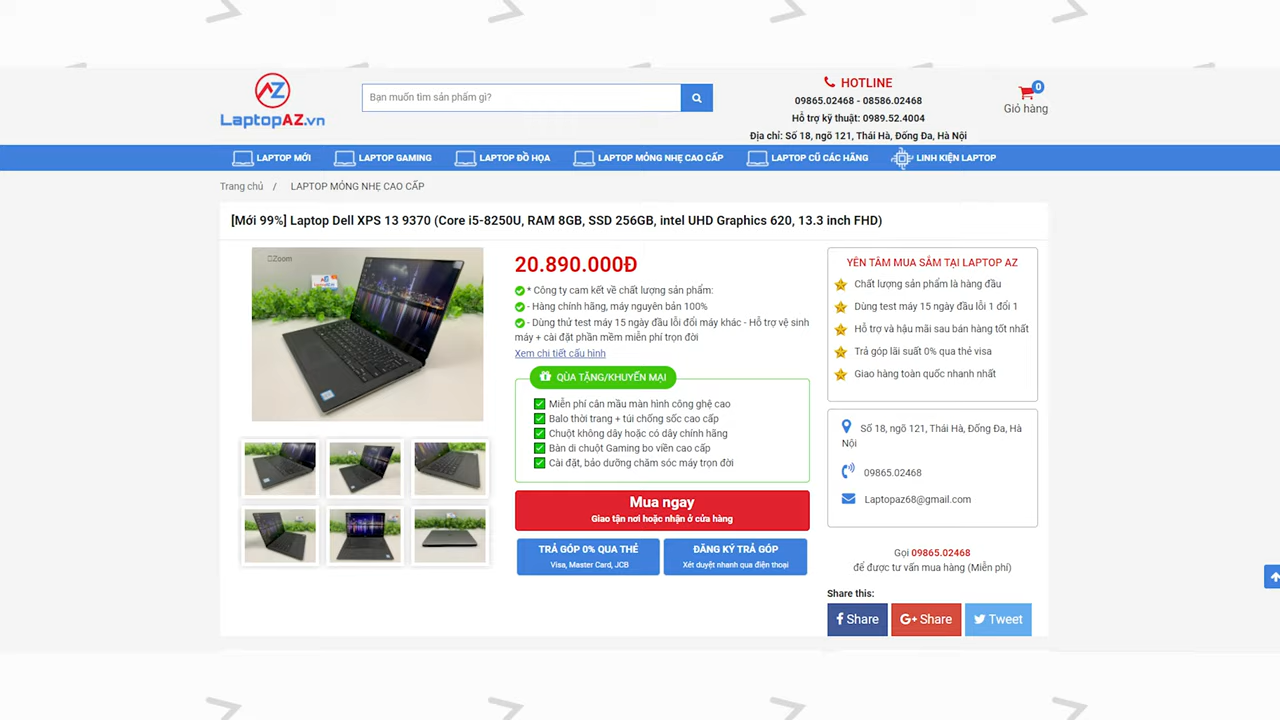 AZ
LaptopAZ.vn
Bạn muốn tìm sản phẩm gì?
HOTLINE
09865.02468 - 08586.02468
Hỗ trợ kỹ thuật: 0989.52.4004
Địa chỉ: Số 18, ngõ 121, Thái Hà, Đống Đa, Hà Nội
0
Giỏ hàng
LAPTOP MỚI
LAPTOP GAMING
LAPTOP ĐỒ HỌA
LAPTOP MỎNG NHẸ CAO CẤP
LAPTOP CŨ CÁC HÃNG
LINH KIỆN LAPTOP
Trang chủ / LAPTOP MỎNG NHẸ CAO CẤP
[Mới 99%] Laptop Dell XPS 13 9370 (Core i5-8250U, RAM 8GB, SSD 256GB, intel UHD Graphics 620, 13.3 inch FHD)
Zoom
20.890.000Đ
* Công ty cam kết về chất lượng sản phẩm:
- Hàng chính hãng, máy nguyên bản 100%
- Dùng thử test máy 15 ngày đầu lỗi đổi máy khác - Hỗ trợ vệ sinh
máy + cài đặt phần mềm miễn phí trọn đời
Xem chi tiết cấu hình
QÙA TẶNG/KHUYẾN MẠI
Miễn phí cân mầu màn hình công ghệ cao
Balo thời trang + túi chống sốc cao cấp
Chuột không dây hoặc có dây chính hãng
Bàn di chuột Gaming bo viền cao cấp
Cài đặt, bảo dưỡng chăm sóc máy trọn đời
Mua ngay
Giao tận nơi hoặc nhận ở cửa hàng
TRẢ GÓP 0% QUA THẺ
Visa, Master Card, JCB
ĐĂNG KÝ TRẢ GÓP
Xét duyệt nhanh qua điện thoại
YÊN TÂM MUA SẮM TẠI LAPTOP AZ
Chất lượng sản phẩm là hàng đầu
Dùng test máy 15 ngày đầu lỗi 1 đổi 1
Hỗ trợ và hậu mãi sau bán hàng tốt nhất
Trả góp lãi suất 0% qua thẻ visa
Giao hàng toàn quốc nhanh nhất
Số 18, ngõ 121, Thái Hà, Đống Đa, Hà
Nội
09865.02468
Laptopaz68@gmail.com
Gọi 09865.02468
để được tư vấn mua hàng (Miễn phí)
Share this:
Share
G+ Share
Tweet